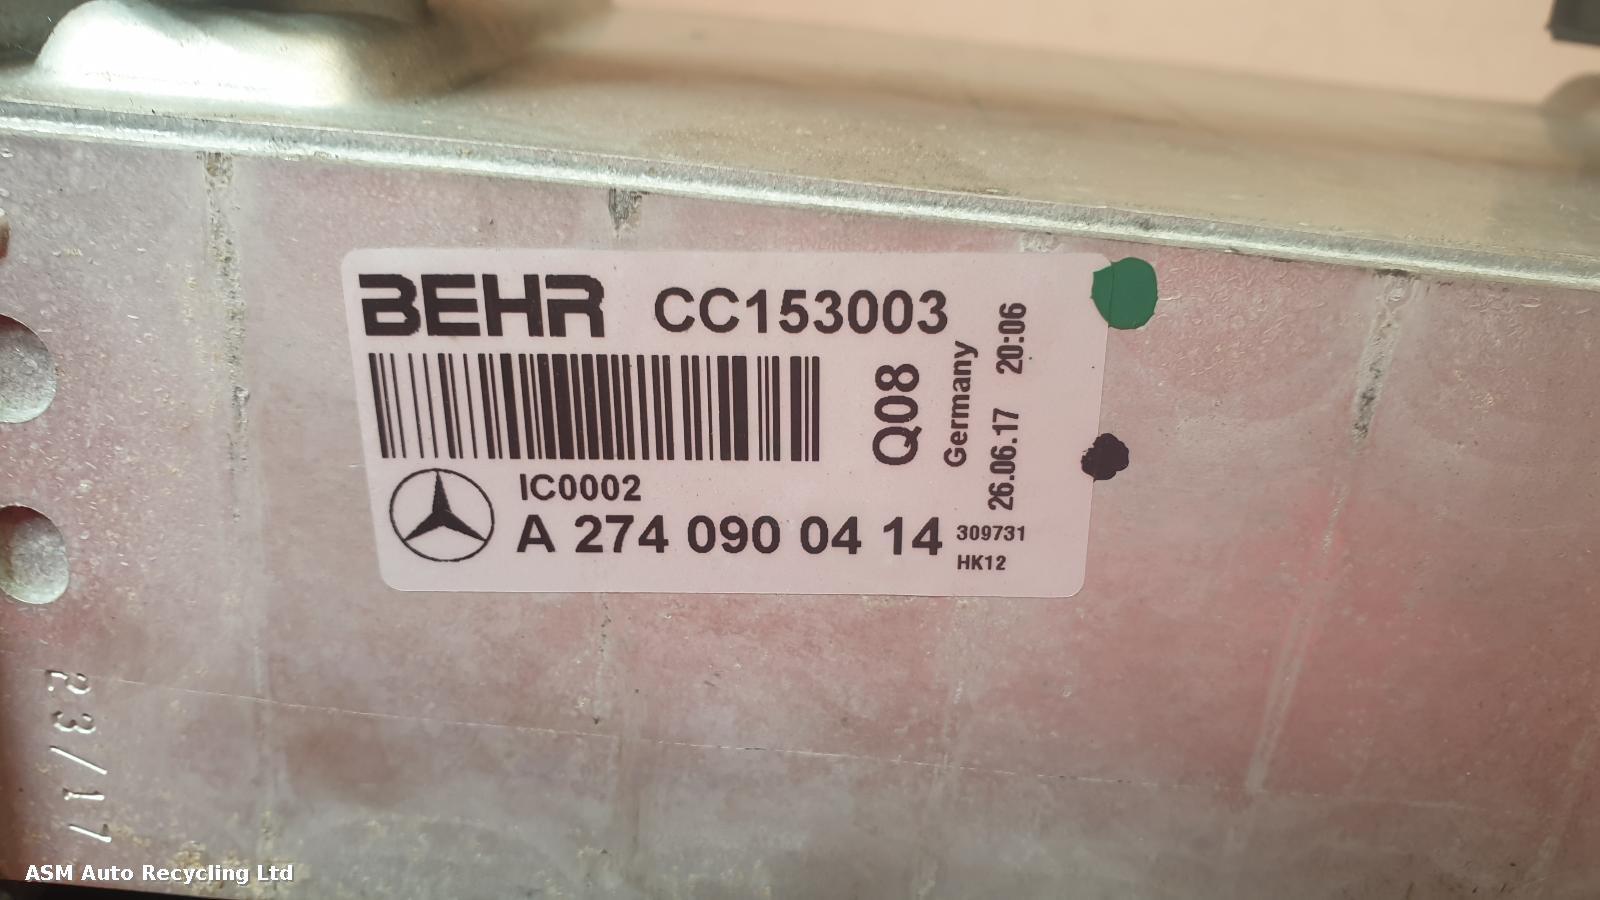 BEHR CC153003
Q08
Germany
26.06.17 20:06
IC0002
A 274 090 04 14
309731
HK12
23/17
ASM Auto Recycling Ltd